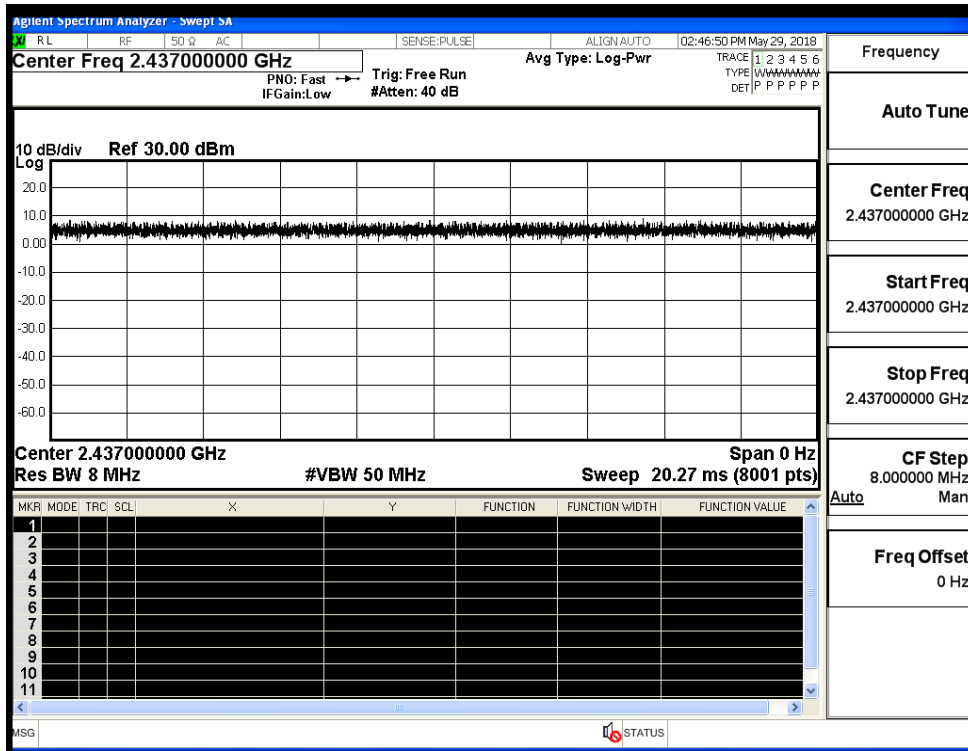 Agilent Spectrum Analyzer - Swept SA
RL RF 50 Ω AC SENSE:PULSE ALIGN AUTO 02:46:50 PM May 29, 2018
Center Freq 2.437000000 GHz
PNO: Fast
IFGain:Low
Trig: Free Run
#Atten: 40 dB
Avg Type: Log-Pwr
TRACE 1 2 3 4 5 6
TYPE WWWWWWW
DET P P P P P P
10 dB/div Ref 30.00 dBm
Log
20.0
10.0
0.00
-10.0
-20.0
-30.0
-40.0
-50.0
-60.0
Center 2.437000000 GHz Span 0 Hz
Res BW 8 MHz #VBW 50 MHz Sweep 20.27 ms (8001 pts)
MKR MODE TRC SCL X Y FUNCTION FUNCTION WIDTH FUNCTION VALUE
1
2
3
4
5
6
7
8
9
10
11
MSG STATUS
Frequency
Auto Tune
Center Freq
2.437000000 GHz
Start Freq
2.437000000 GHz
Stop Freq
2.437000000 GHz
CF Step
8.000000 MHz
Auto Man
Freq Offset
0 Hz